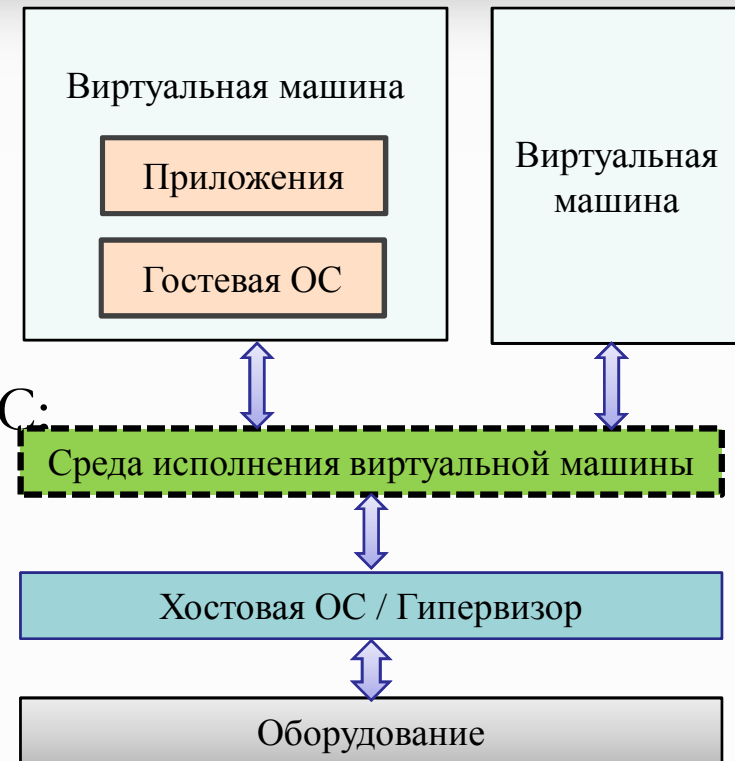 Виртуальная машина
Приложения
Гостевая ОС
Виртуальная
машина
С:
Среда исполнения виртуальной машины
Хостовая ОС / Гипервизор
Оборудование